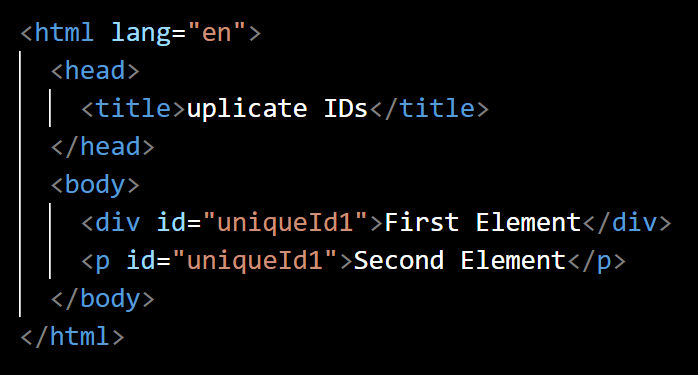 <html lang="en">
<head>
<title>uplicate IDs</title>
</head>
<body>
<div id="uniqueId1">First Element</div>
<p id="uniqueId1">Second Element</p>
</body>
</html>